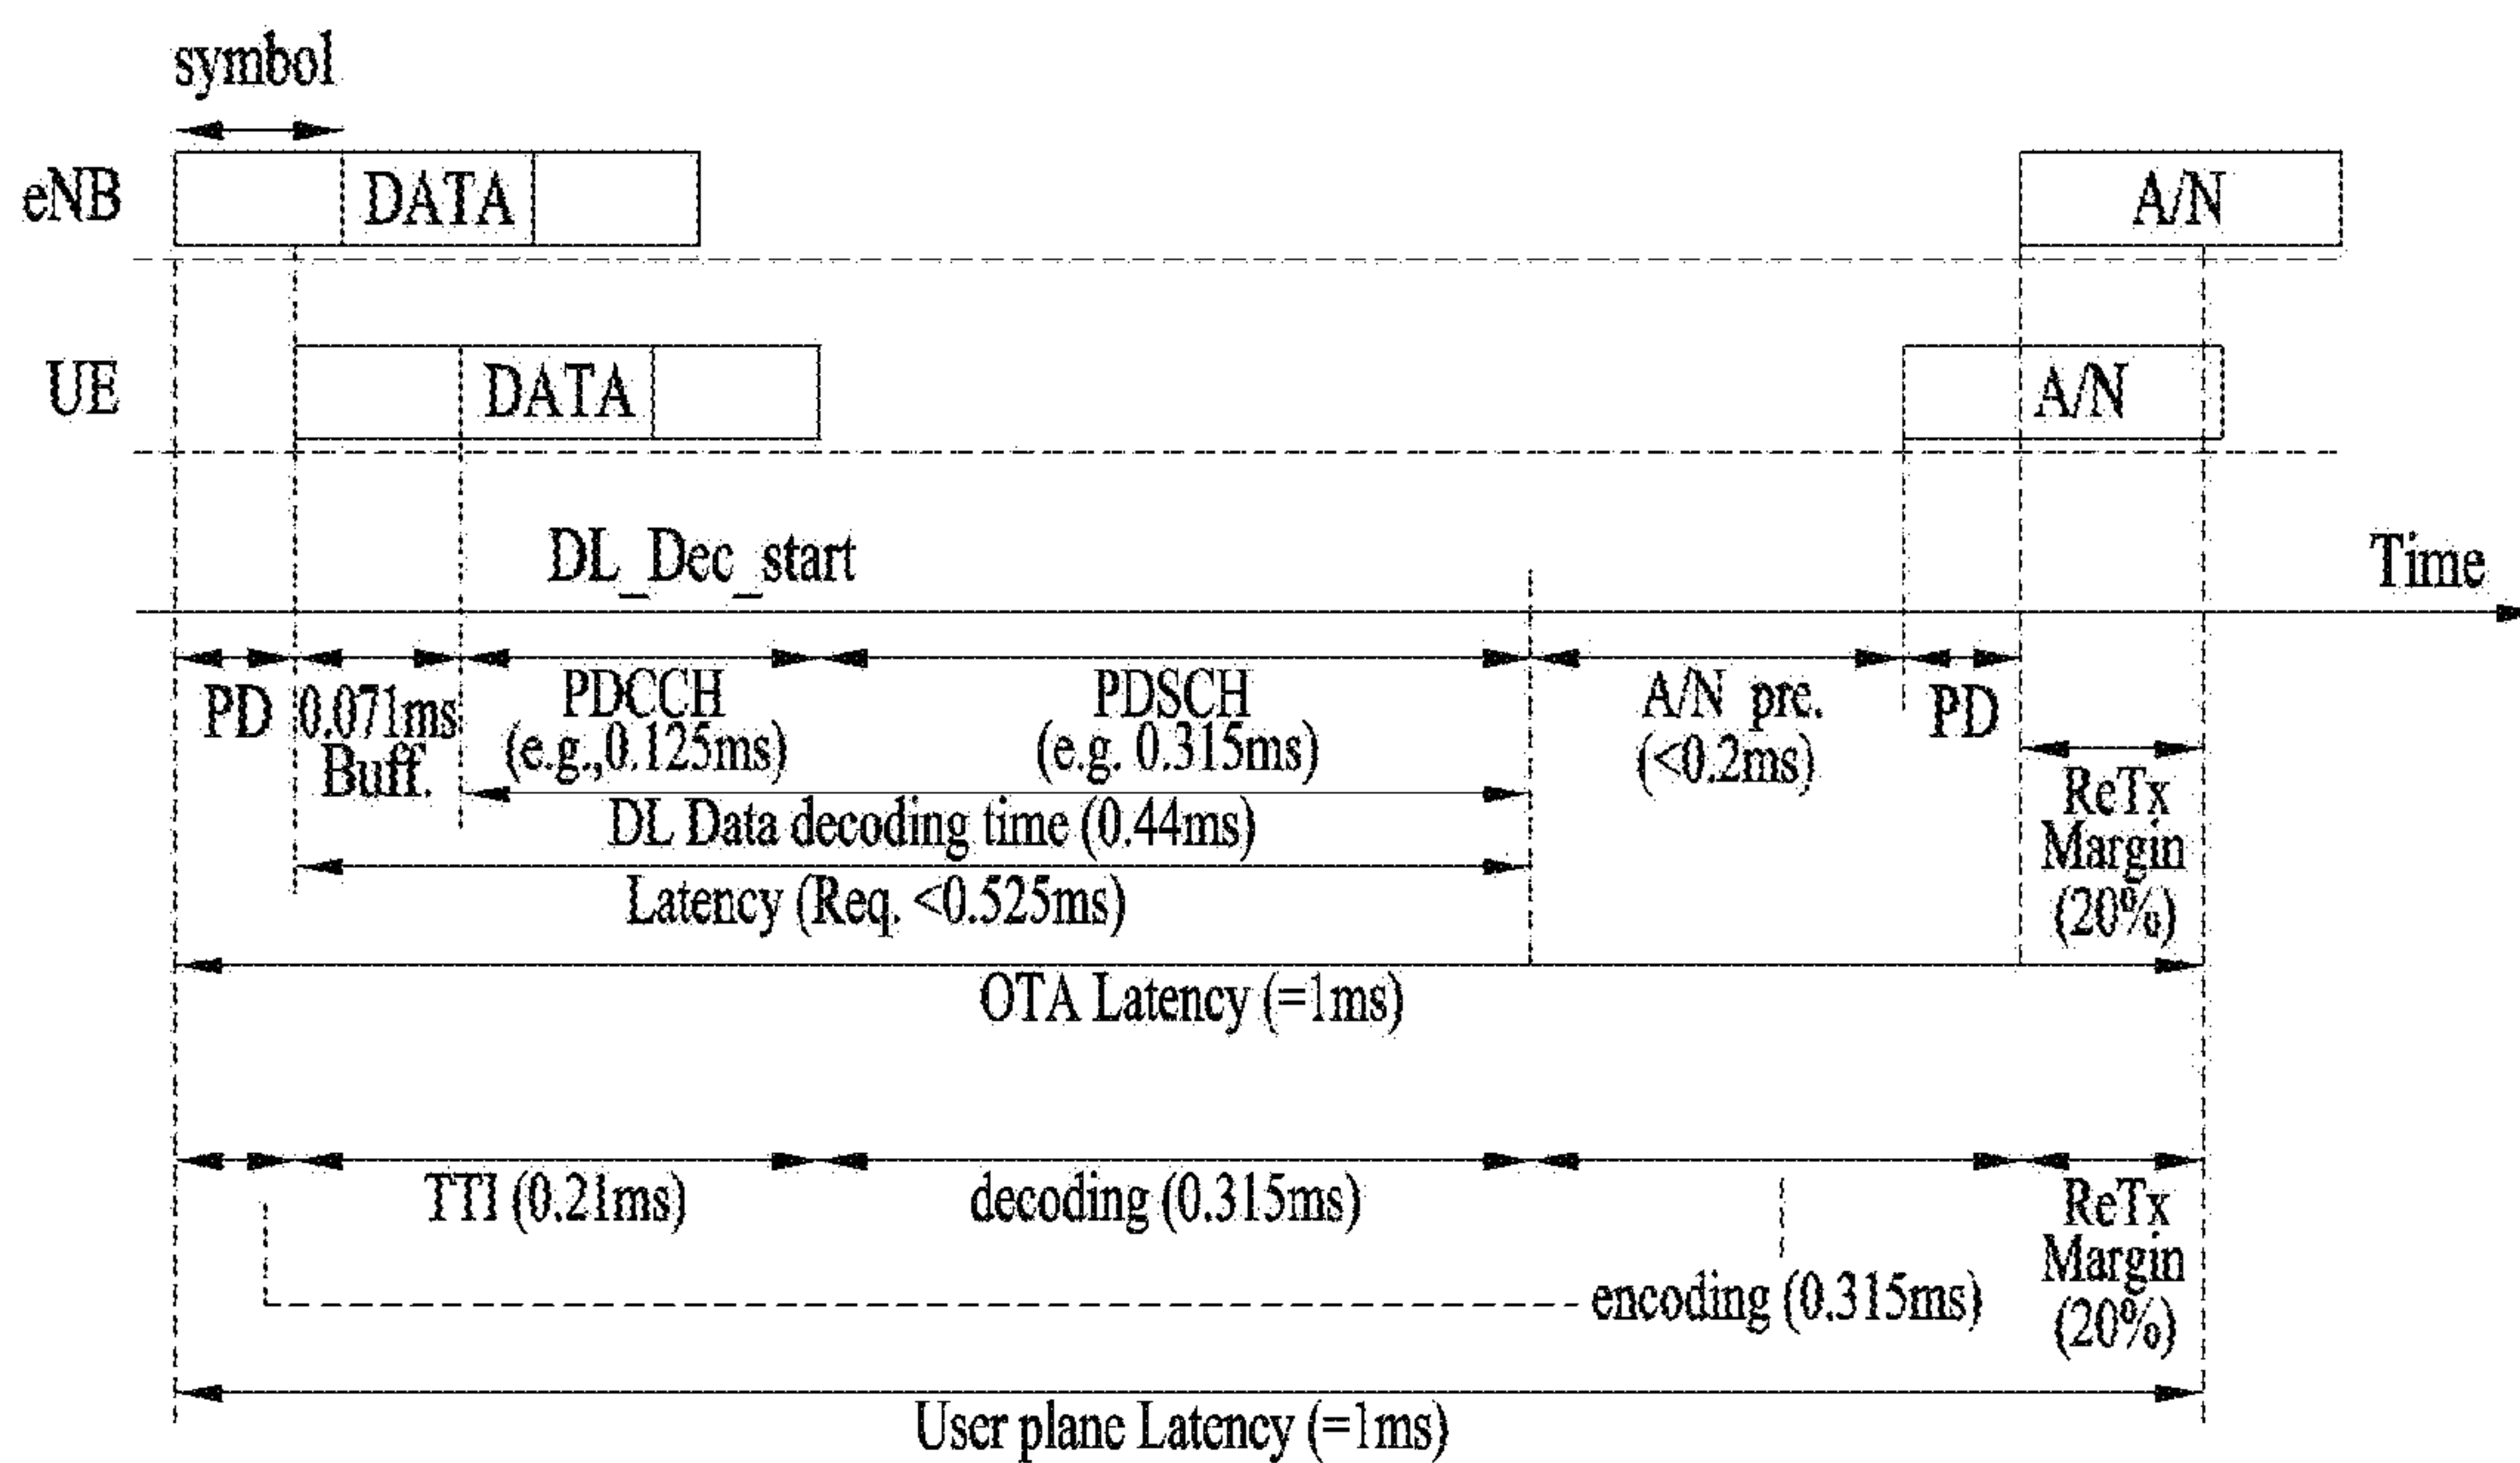 symbol
eNB
DATA
A/N
UE
DATA
A/N
DL_Dec_start
Time
PD
0.071ms
Buff.
PDCCH
(e.g.,0.125ms)
PDSCH
(e.g. 0.315ms)
A/N pre.
(<0.2ms)
PD
ReTx
Margin
(20%)
DL Data decoding time (0.44ms)
Latency (Req. <0.525ms)
OTA Latency (=1ms)
TTI (0.21ms)
decoding (0.315ms)
encoding (0.315ms)
ReTx
Margin
(20%)
User plane Latency (=1ms)